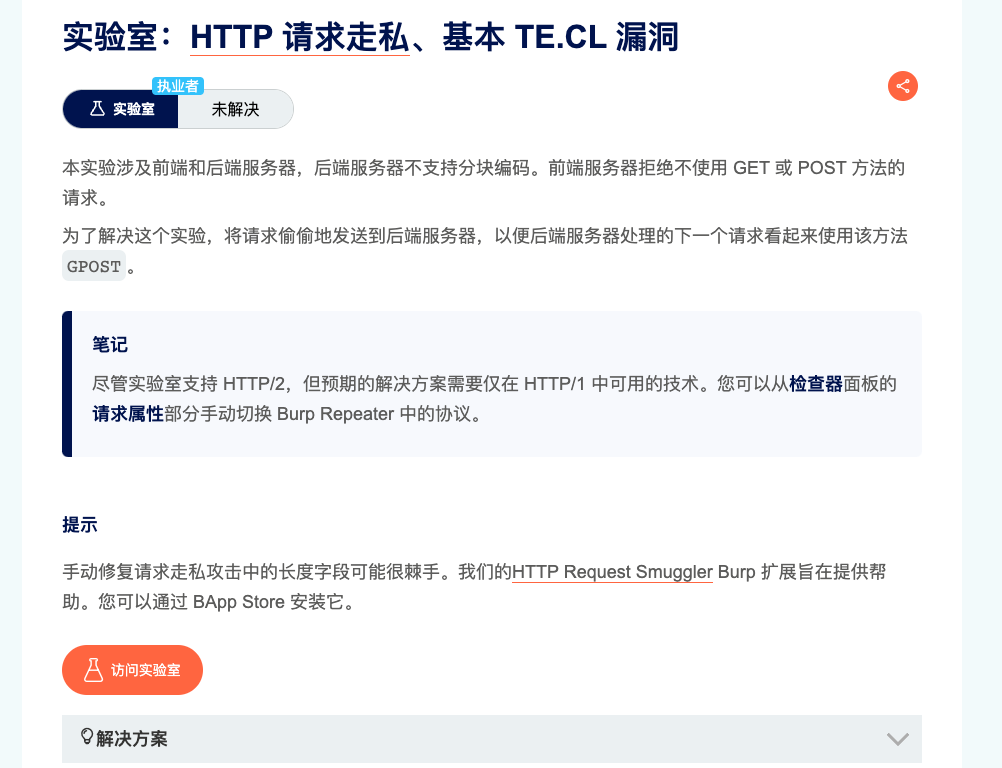 实验室：HTTP 请求走私、基本 TE.CL 漏洞
执业者
实验室
未解决
本实验涉及前端和后端服务器，后端服务器不支持分块编码。前端服务器拒绝不使用 GET 或 POST 方法的
请求。
为了解决这个实验，将请求偷偷地发送到后端服务器，以便后端服务器处理的下一个请求看起来使用该方法
GPOST。
笔记
尽管实验室支持 HTTP/2，但预期的解决方案需要仅在 HTTP/1 中可用的技术。您可以从检查器面板的
请求属性部分手动切换 Burp Repeater 中的协议。
提示
手动修复请求走私攻击中的长度字段可能很棘手。我们的HTTP Request Smuggler Burp 扩展旨在提供帮
助。您可以通过 BApp Store 安装它。
访问实验室
解决方案